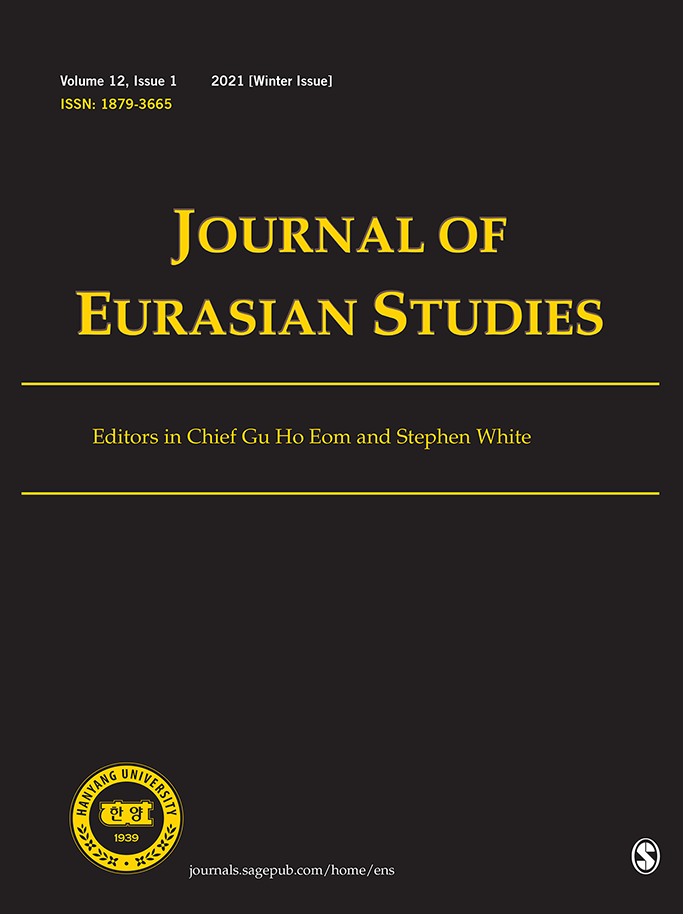 Volume 12, Issue 1 2021 [Winter Issue]
ISSN: 1879-3665
JOURNAL OF
EURASIAN STUDIES
Editors in Chief Gu Ho Eom and Stephen White
HANYANG UNIVERSITY
한양
1939
journals.sagepub.com/home/ens
S